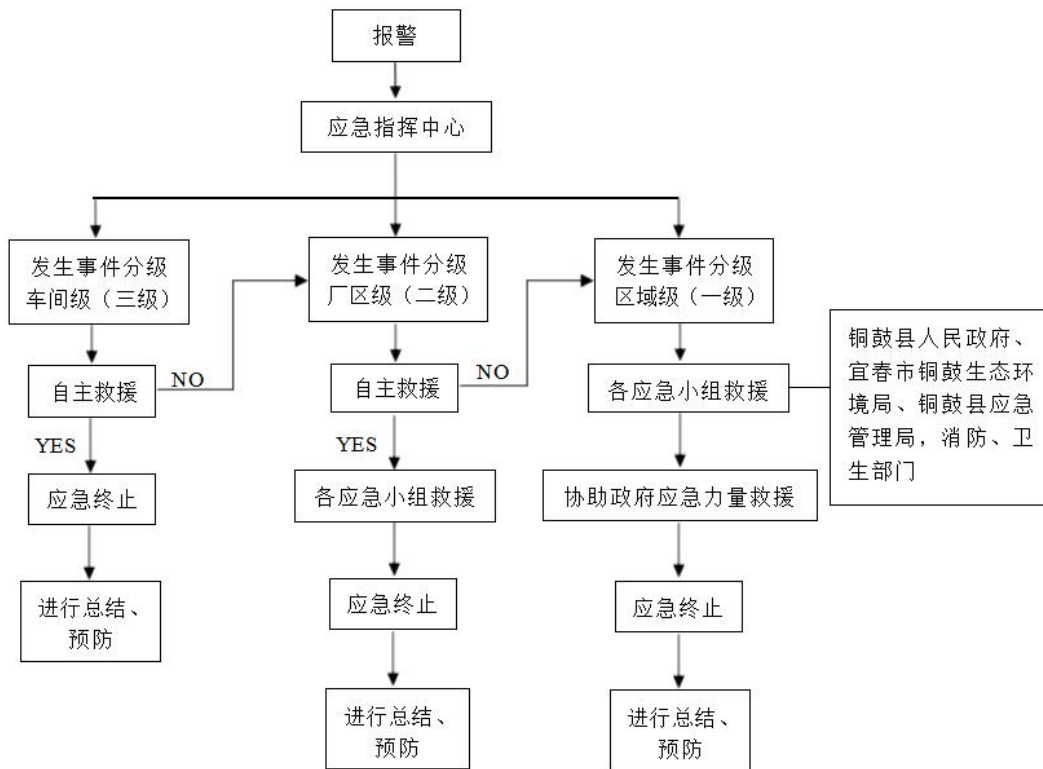 报警
应急指挥中心
发生事件分级
车间级（三级）
发生事件分级
厂区级（二级）
发生事件分级
区域级（一级）
自主救援
NO
自主救援
NO
各应急小组救援
铜鼓县人民政府、
宜春市铜鼓生态环
境局、铜鼓县应急
管理局，消防、卫
生部门
YES
YES
应急终止
各应急小组救援
协助政府应急力量救援
进行总结、
预防
应急终止
应急终止
进行总结、
预防
进行总结、
预防